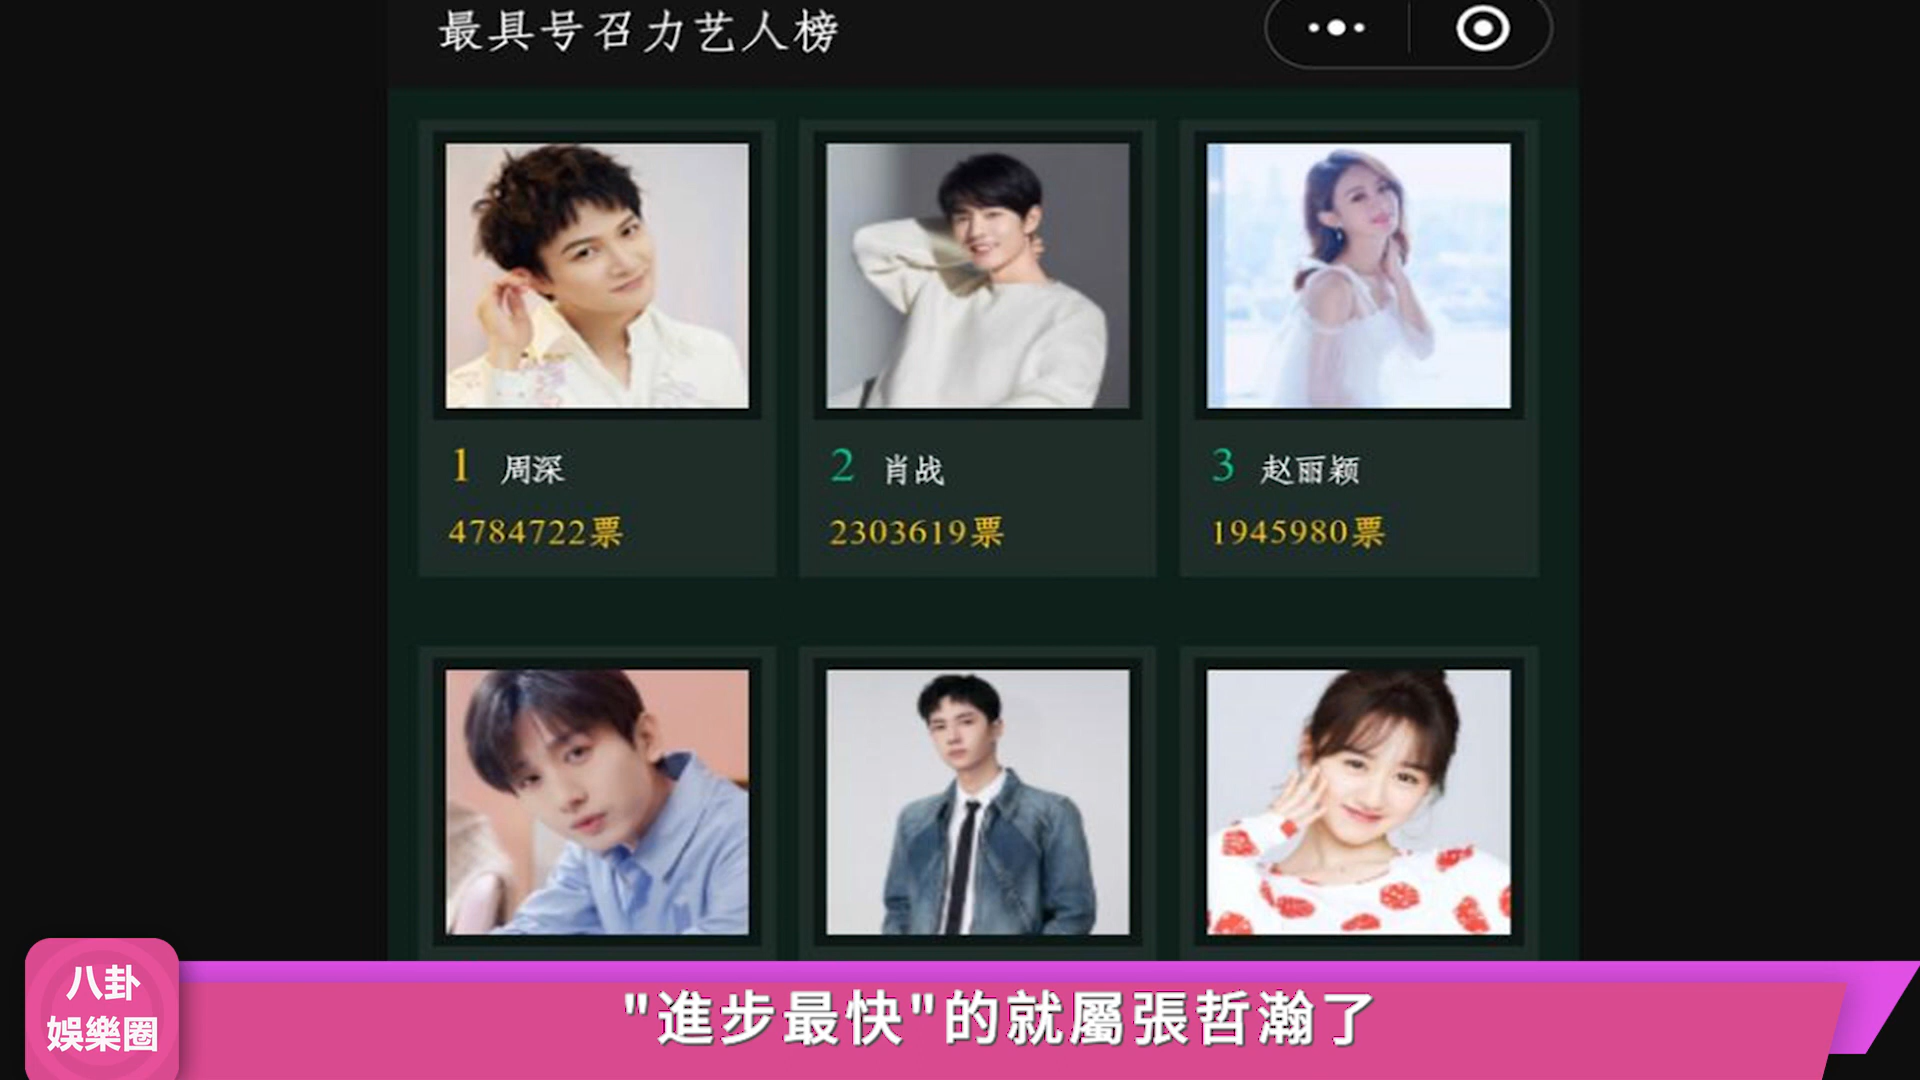 最具号召力艺人榜
1 周深
4784722票
2 肖战
2303619票
3 赵丽颖
1945980票
八卦
娛樂圈
"進步最快"的就屬張哲瀚了